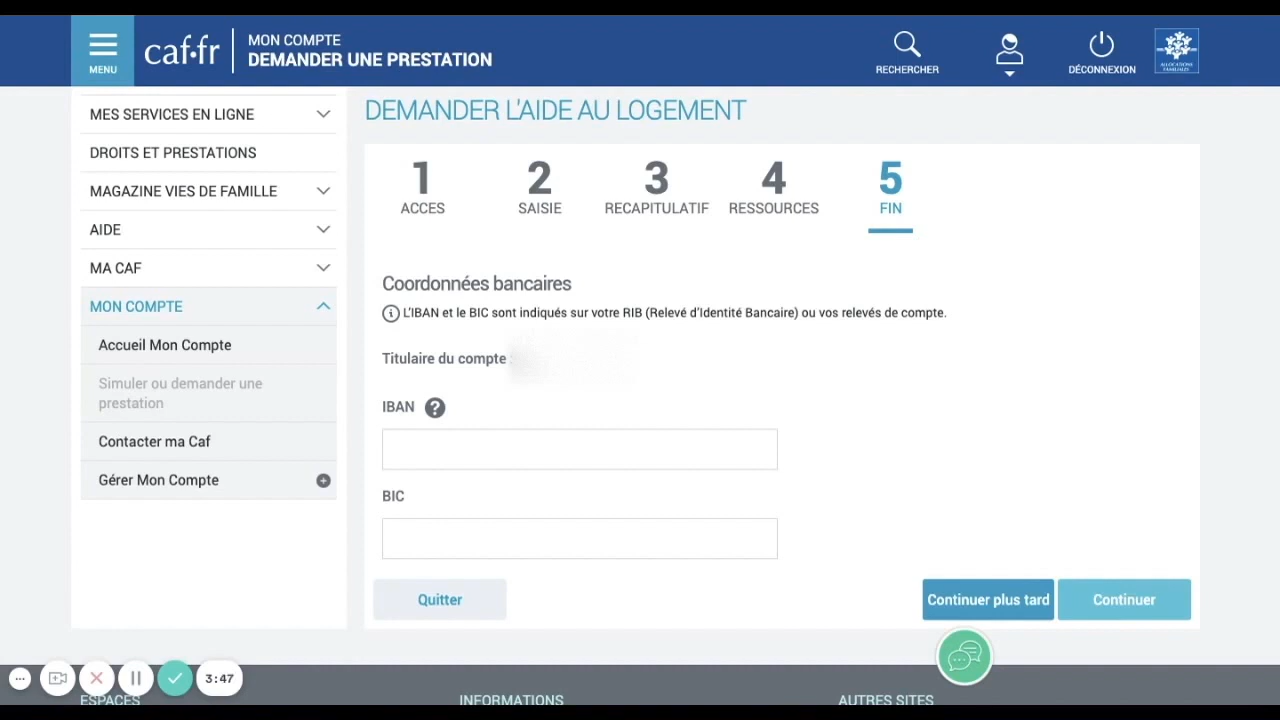 MENU
caf.fr
MON COMPTE
DEMANDER UNE PRESTATION
RECHERCHER
DÉCONNEXION
ALLOCATIONS
FAMILIALES
MES SERVICES EN LIGNE
DROITS ET PRESTATIONS
MAGAZINE VIES DE FAMILLE
AIDE
MA CAF
MON COMPTE
Accueil Mon Compte
Simuler ou demander une
prestation
Contacter ma Caf
Gérer Mon Compte
DEMANDER L'AIDE AU LOGEMENT
1 2 3 4 5
ACCES SAISIE RECAPITULATIF RESSOURCES FIN
Coordonnées bancaires
L'IBAN et le BIC sont indiqués sur votre RIB (Relevé d'Identité Bancaire) ou vos relevés de compte.
Titulaire du compte :
IBAN ?
BIC
Quitter
Continuer plus tard
Continuer
3:47
ESPACES
INFORMATIONS
AUTRES SITES